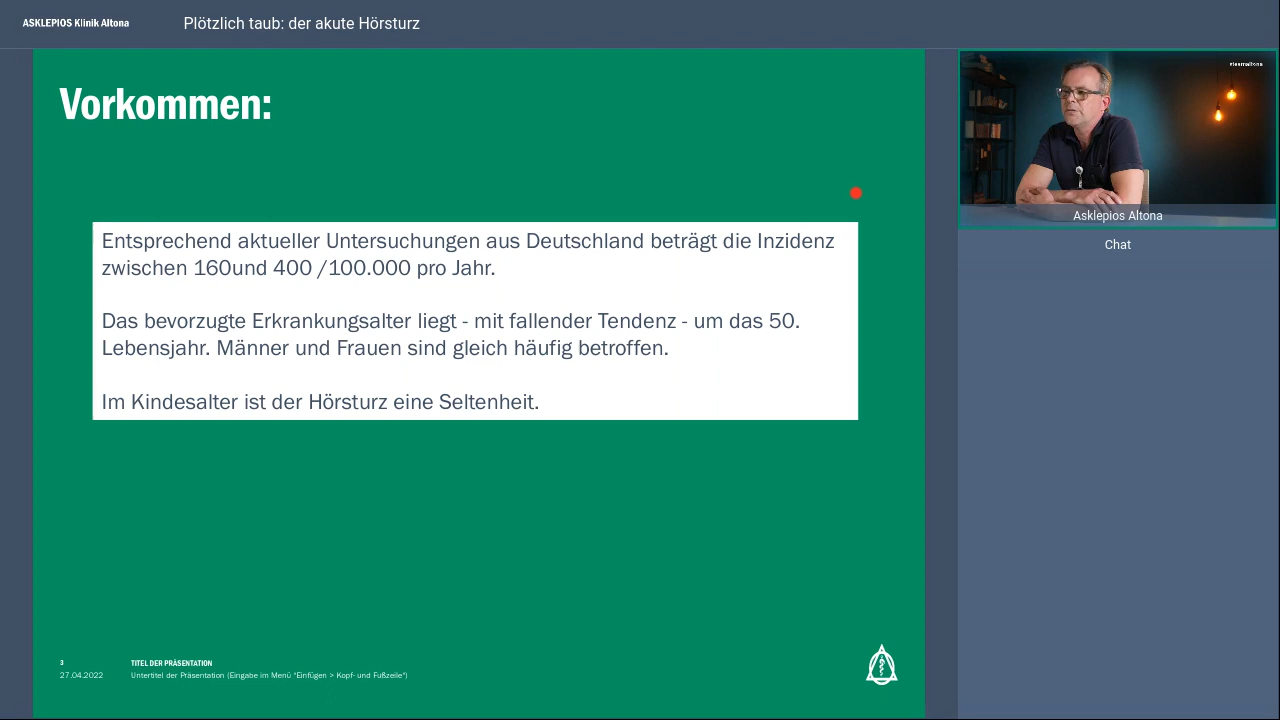 ASKLEPIOS Klinik Altona
Plötzlich taub: der akute Hörsturz
Vorkommen:
Entsprechend aktueller Untersuchungen aus Deutschland beträgt die Inzidenz
zwischen 160und 400 /100.000 pro Jahr.
Das bevorzugte Erkrankungsalter liegt - mit fallender Tendenz - um das 50.
Lebensjahr. Männer und Frauen sind gleich häufig betroffen.
Im Kindesalter ist der Hörsturz eine Seltenheit.
3
TITEL DER PRÄSENTATION
27.04.2022
Untertitel der Präsentation (Eingabe im Menü "Einfügen > Kopf- und Fußzeile")
#teamaltona
Asklepios Altona
Chat